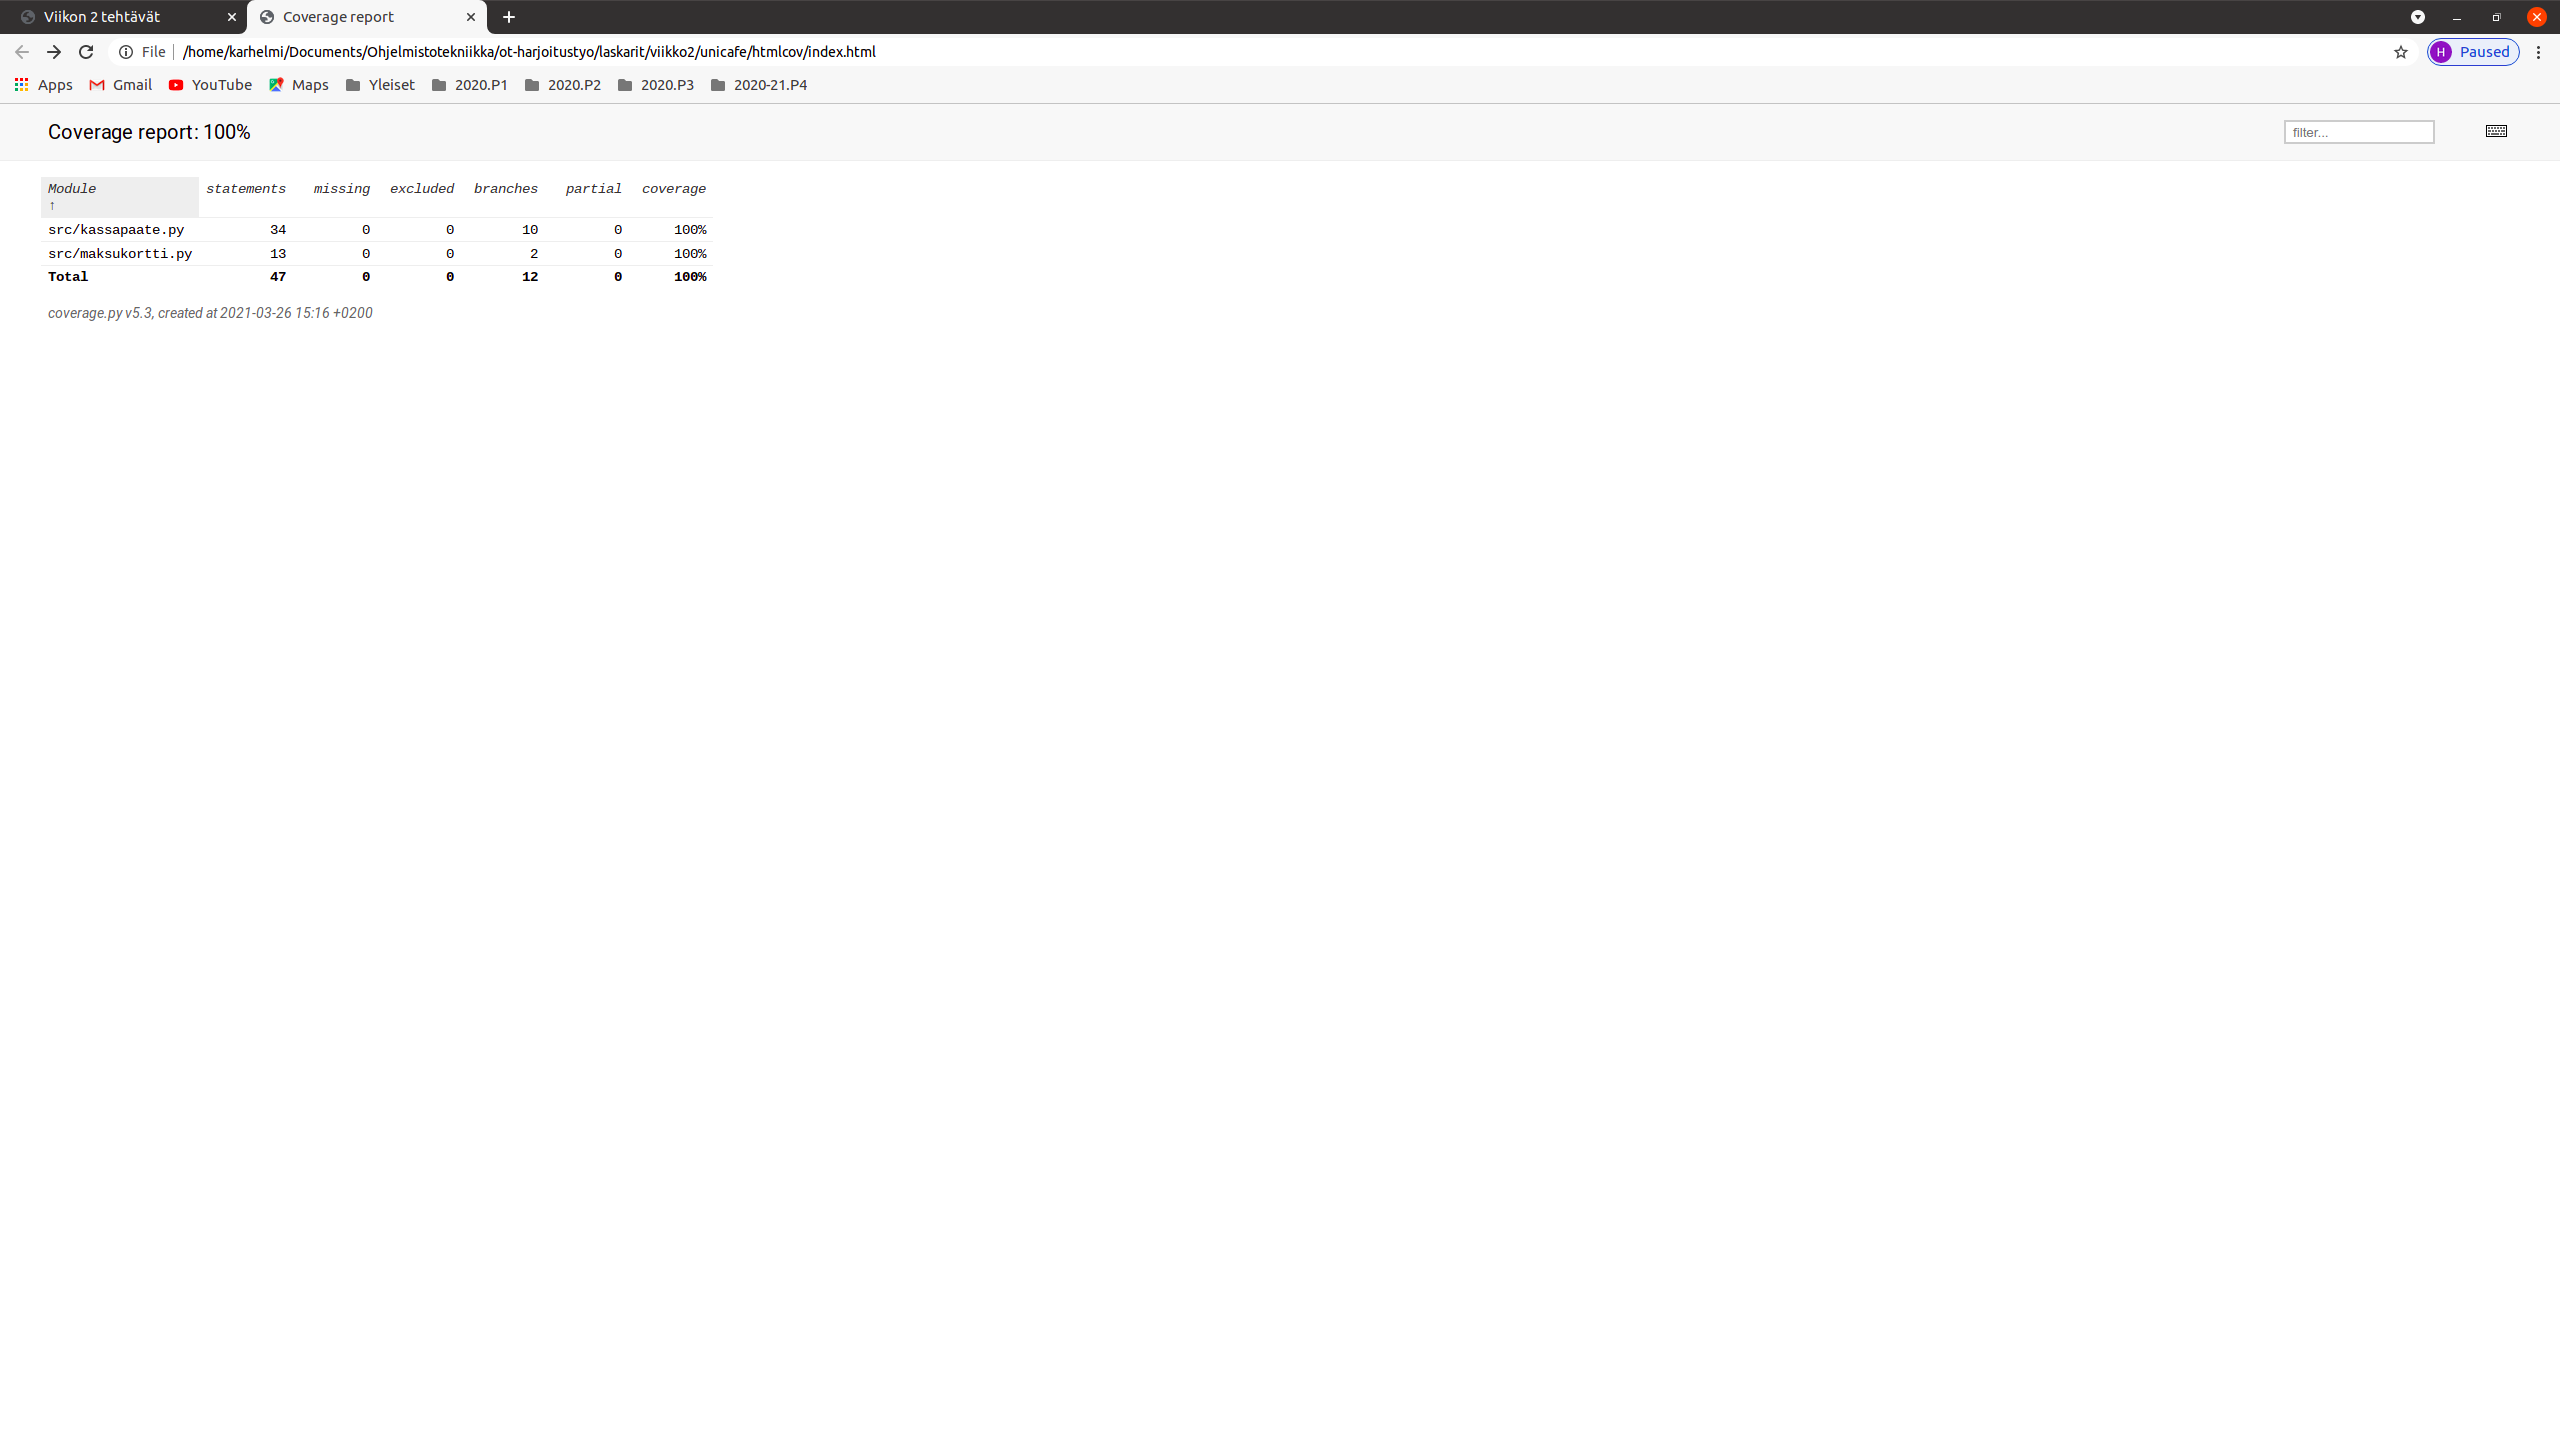 Viikon 2 tehtävät
Coverage report
File /home/karhelmi/Documents/Ohjelmistotekniikka/ot-harjoitustyo/laskarit/viikko2/unicafe/htmlcov/index.html
H Paused
Apps Gmail YouTube Maps Yleiset 2020.P1 2020.P2 2020.P3 2020-21.P4
Coverage report: 100%
filter...
Module ↑ statements missing excluded branches partial coverage
src/kassapaate.py 34 0 0 10 0 100%
src/maksukortti.py 13 0 0 2 0 100%
Total 47 0 0 12 0 100%
coverage.py v5.3, created at 2021-03-26 15:16 +0200